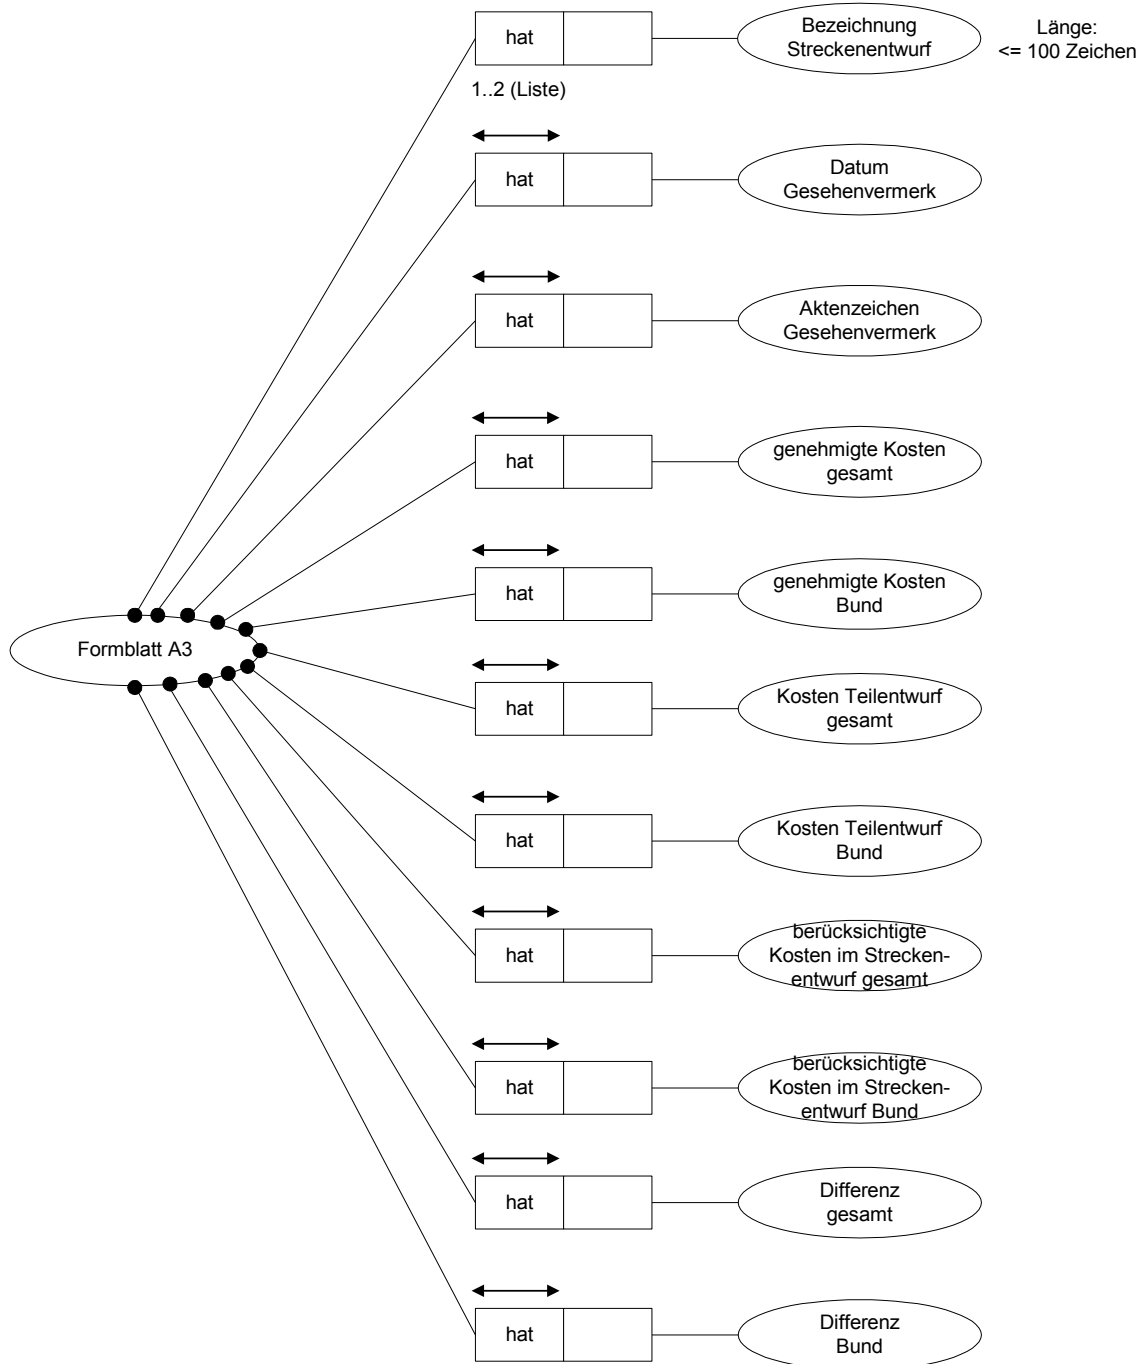 hat
Bezeichnung
Streckenentwurf
Länge:
<= 100 Zeichen
1..2 (Liste)
hat
Datum
Gesehenvermerk
hat
Aktenzeichen
Gesehenvermerk
hat
genehmigte Kosten
gesamt
hat
genehmigte Kosten
Bund
Formblatt A3
hat
Kosten Teilentwurf
gesamt
hat
Kosten Teilentwurf
Bund
hat
berücksichtigte
Kosten im Strecken-
entwurf gesamt
hat
berücksichtigte
Kosten im Strecken-
entwurf Bund
hat
Differenz
gesamt
hat
Differenz
Bund